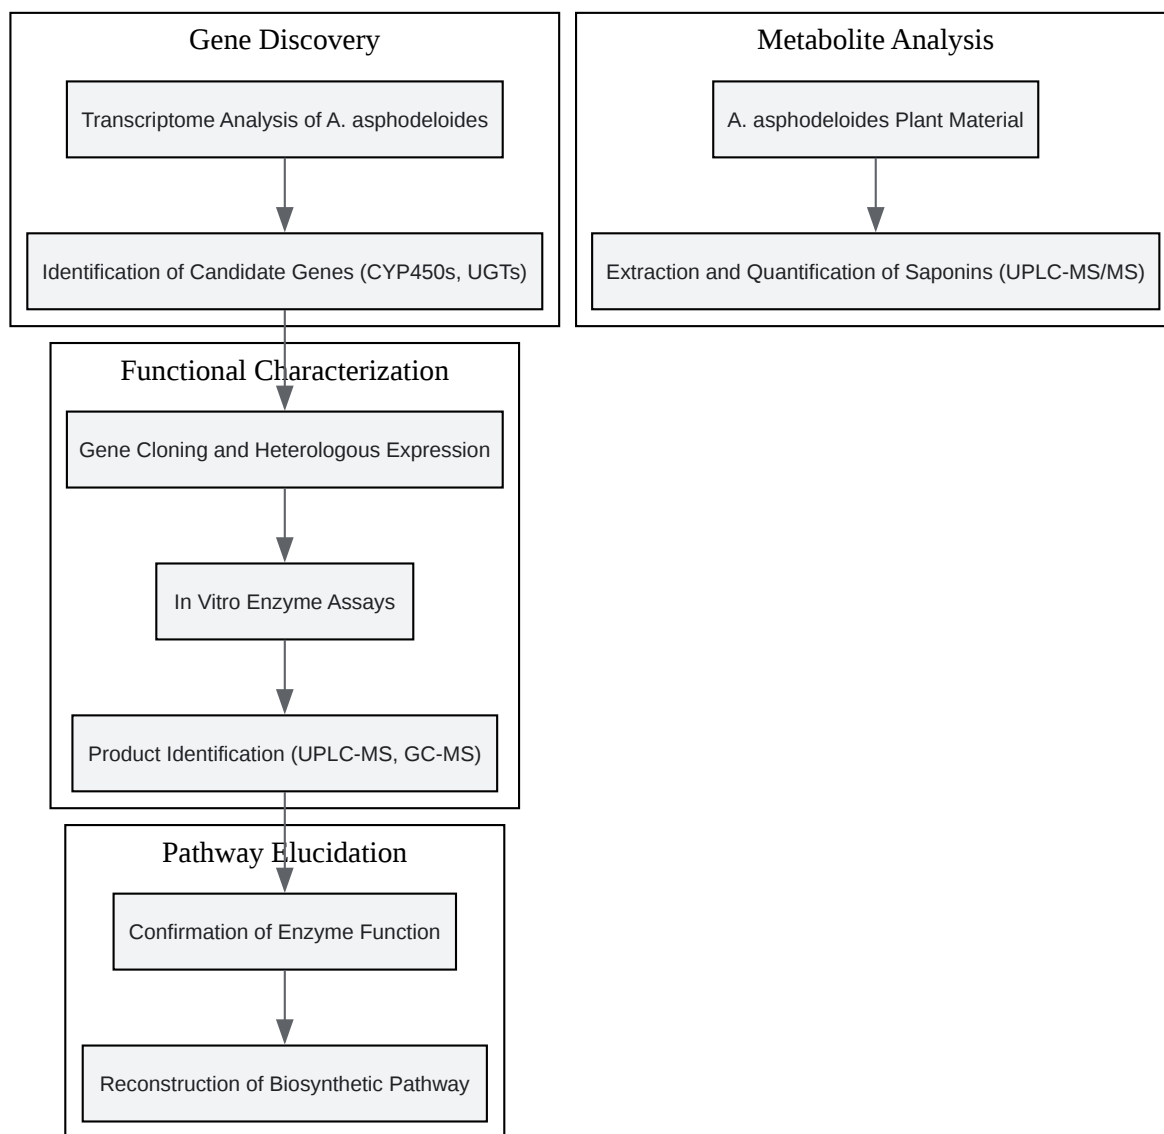 Gene Discovery
Transcriptome Analysis of A. asphodeloides
Identification of Candidate Genes (CYP450s, UGTs)
Metabolite Analysis
A. asphodeloides Plant Material
Extraction and Quantification of Saponins (UPLC-MS/MS)
Functional Characterization
Gene Cloning and Heterologous Expression
In Vitro Enzyme Assays
Product Identification (UPLC-MS, GC-MS)
Pathway Elucidation
Confirmation of Enzyme Function
Reconstruction of Biosynthetic Pathway